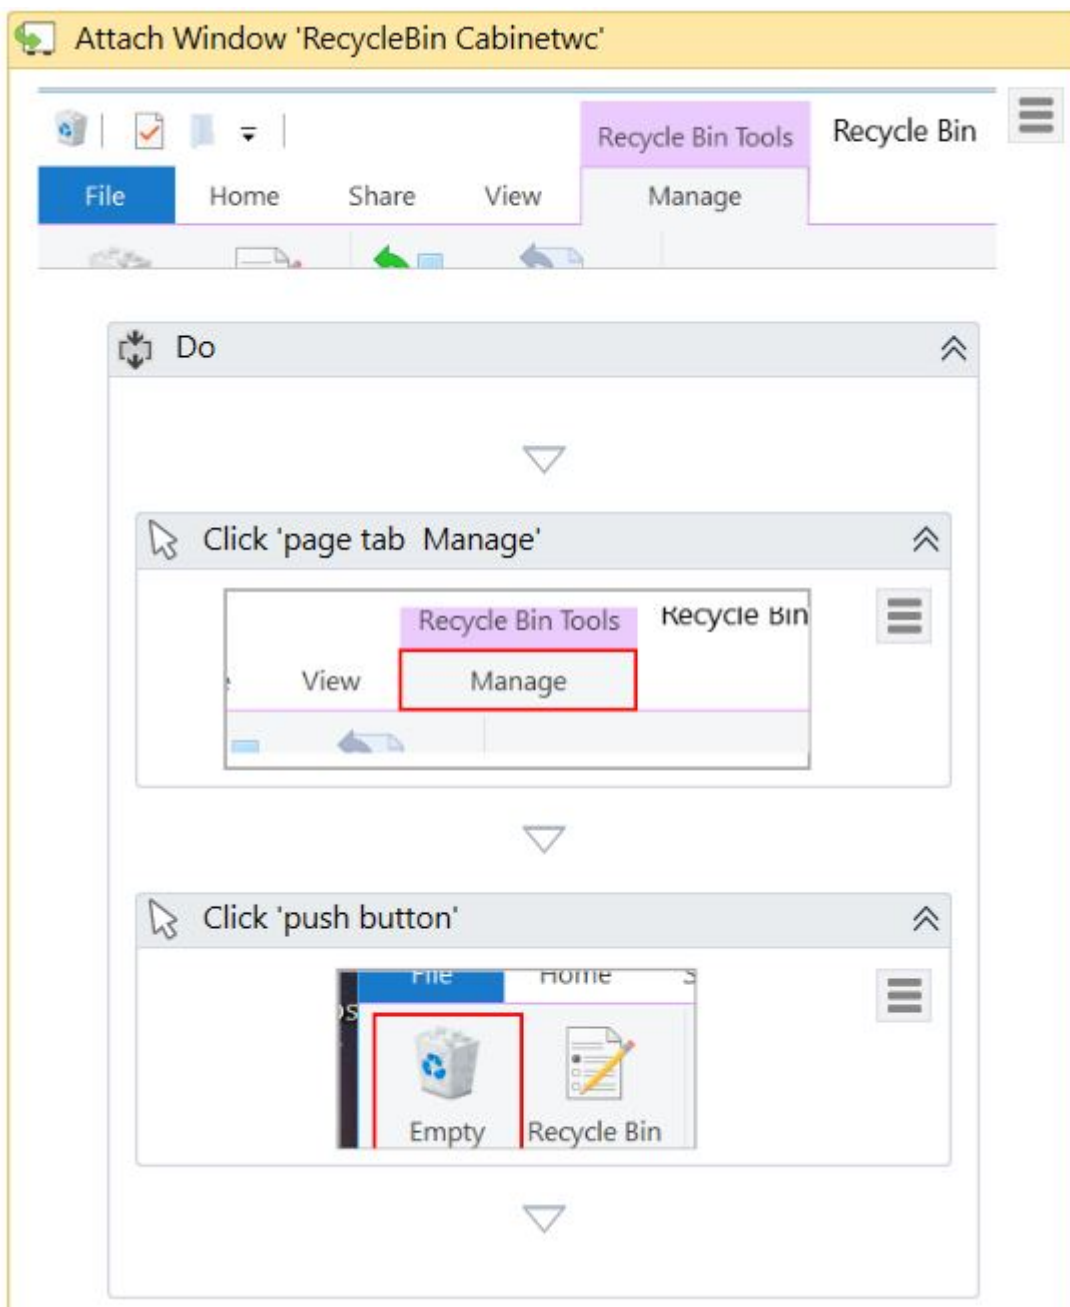 Attach Window 'RecycleBin Cabinetwc'
Recycle Bin Tools Recycle Bin
File Home Share View Manage
Do
Click 'page tab  Manage'
Recycle Bin Tools Recycle Bin
View Manage
Click 'push button'
File Home S
os
Empty Recycle Bin